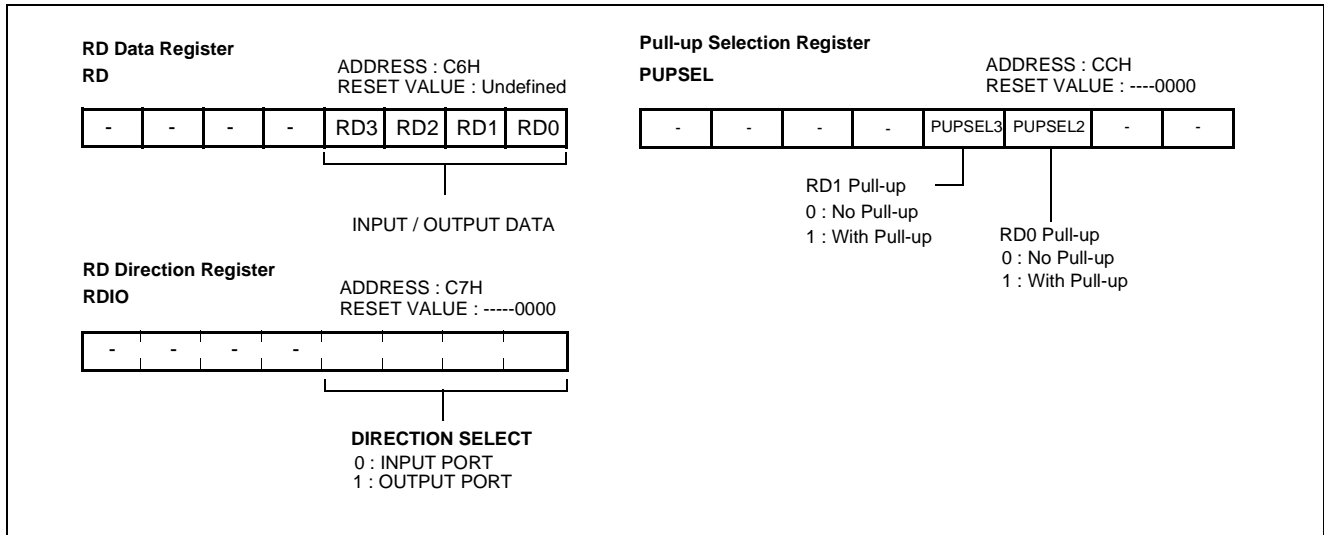 RD Data Register
RD
ADDRESS : C6H
RESET VALUE : Undefined
- - - - RD3 RD2 RD1 RD0
INPUT / OUTPUT DATA
RD Direction Register
RDIO
ADDRESS : C7H
RESET VALUE : -----0000
- - - -
DIRECTION SELECT
0 : INPUT PORT
1 : OUTPUT PORT
Pull-up Selection Register
PUPSEL
ADDRESS : CCH
RESET VALUE : ----0000
- - - - PUPSEL3 PUPSEL2 - -
RD1 Pull-up
0 : No Pull-up
1 : With Pull-up
RD0 Pull-up
0 : No Pull-up
1 : With Pull-up